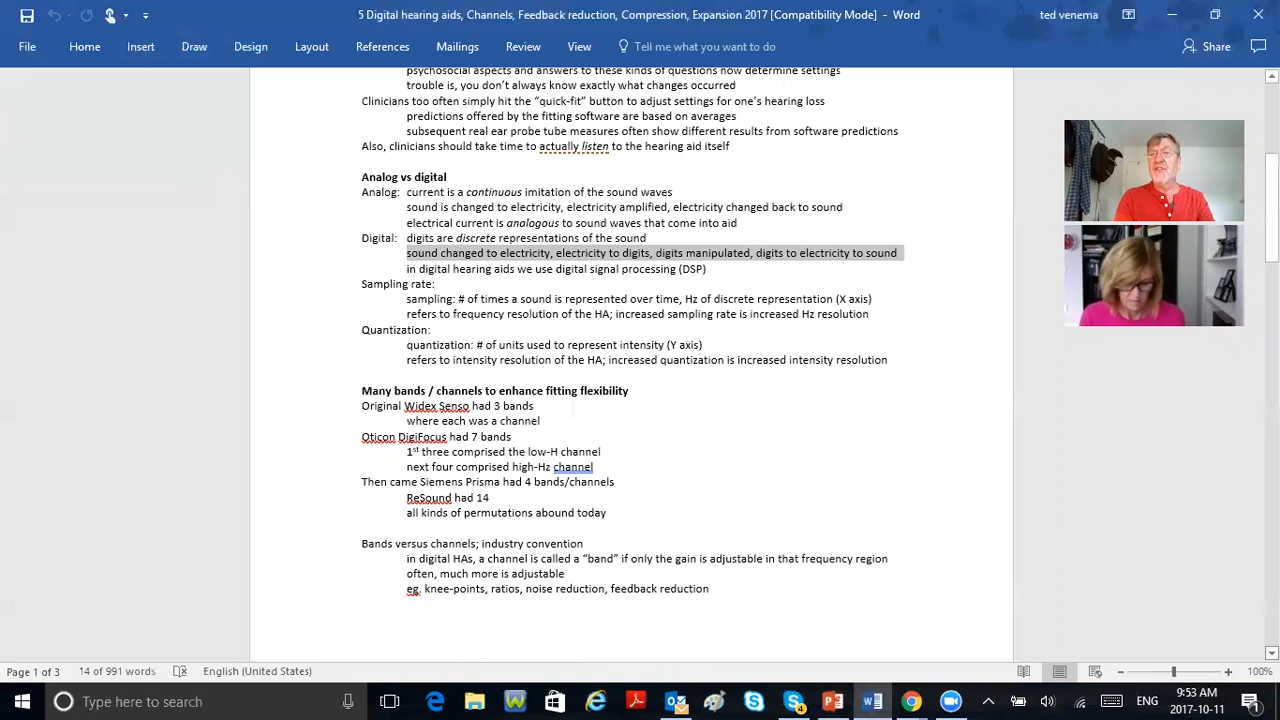 5 Digital hearing aids, Channels, Feedback reduction, Compression, Expansion 2017 [Compatibility Mode] - Word
ted venema
File Home Insert Draw Design Layout References Mailings Review View Tell me what you want to do Share
psychosocial aspects and answers to these kinds of questions now determine settings
trouble is, you don't always know exactly what changes occurred
Clinicians too often simply hit the "quick-fit" button to adjust settings for one's hearing loss
predictions offered by the fitting software are based on averages
subsequent real ear probe tube measures often show different results from software predictions
Also, clinicians should take time to actually listen to the hearing aid itself
Analog vs digital
Analog: current is a continuous imitation of the sound waves
sound is changed to electricity, electricity amplified, electricity changed back to sound
electrical current is analogous to sound waves that come into aid
Digital: digits are discrete representations of the sound
sound changed to electricity, electricity to digits, digits manipulated, digits to electricity to sound
in digital hearing aids we use digital signal processing (DSP)
Sampling rate:
sampling: # of times a sound is represented over time, Hz of discrete representation (X axis)
refers to frequency resolution of the HA; increased sampling rate is increased Hz resolution
Quantization:
quantization: # of units used to represent intensity (Y axis)
refers to intensity resolution of the HA; increased quantization is increased intensity resolution
Many bands / channels to enhance fitting flexibility
Original Widex Senso had 3 bands
where each was a channel
Oticon DigiFocus had 7 bands
1st three comprised the low-H channel
next four comprised high-Hz channel
Then came Siemens Prisma had 4 bands/channels
ReSound had 14
all kinds of permutations abound today
Bands versus channels; industry convention
in digital HAs, a channel is called a "band" if only the gain is adjustable in that frequency region
often, much more is adjustable
eg. knee-points, ratios, noise reduction, feedback reduction
Page 1 of 3 14 of 991 words English (United States) 100%
Type here to search
ENG
9:53 AM
2017-10-11